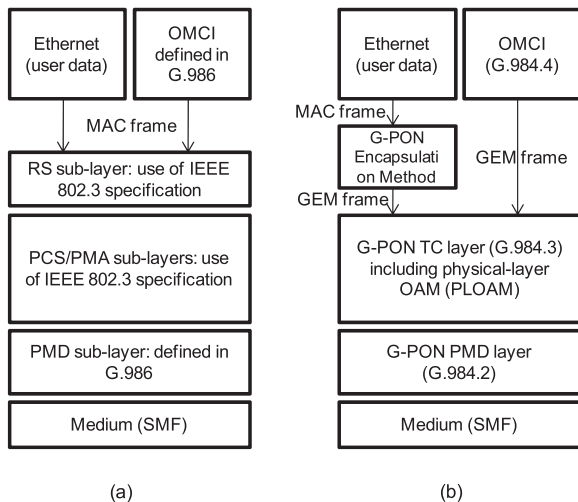 Ethernet
(user data)
OMCI
defined in
G.986
MAC frame
RS sub-layer: use of IEEE
802.3 specification
PCS/PMA sub-layers: use
of IEEE 802.3 specification
PMD sub-layer: defined in
G.986
Medium (SMF)
(a)
Ethernet
(user data)
OMCI
(G.984.4)
MAC frame
G-PON
Encapsulati
on Method
GEM frame
GEM frame
G-PON TC layer (G.984.3)
including physical-layer
OAM (PLOAM)
G-PON PMD layer
(G.984.2)
Medium (SMF)
(b)